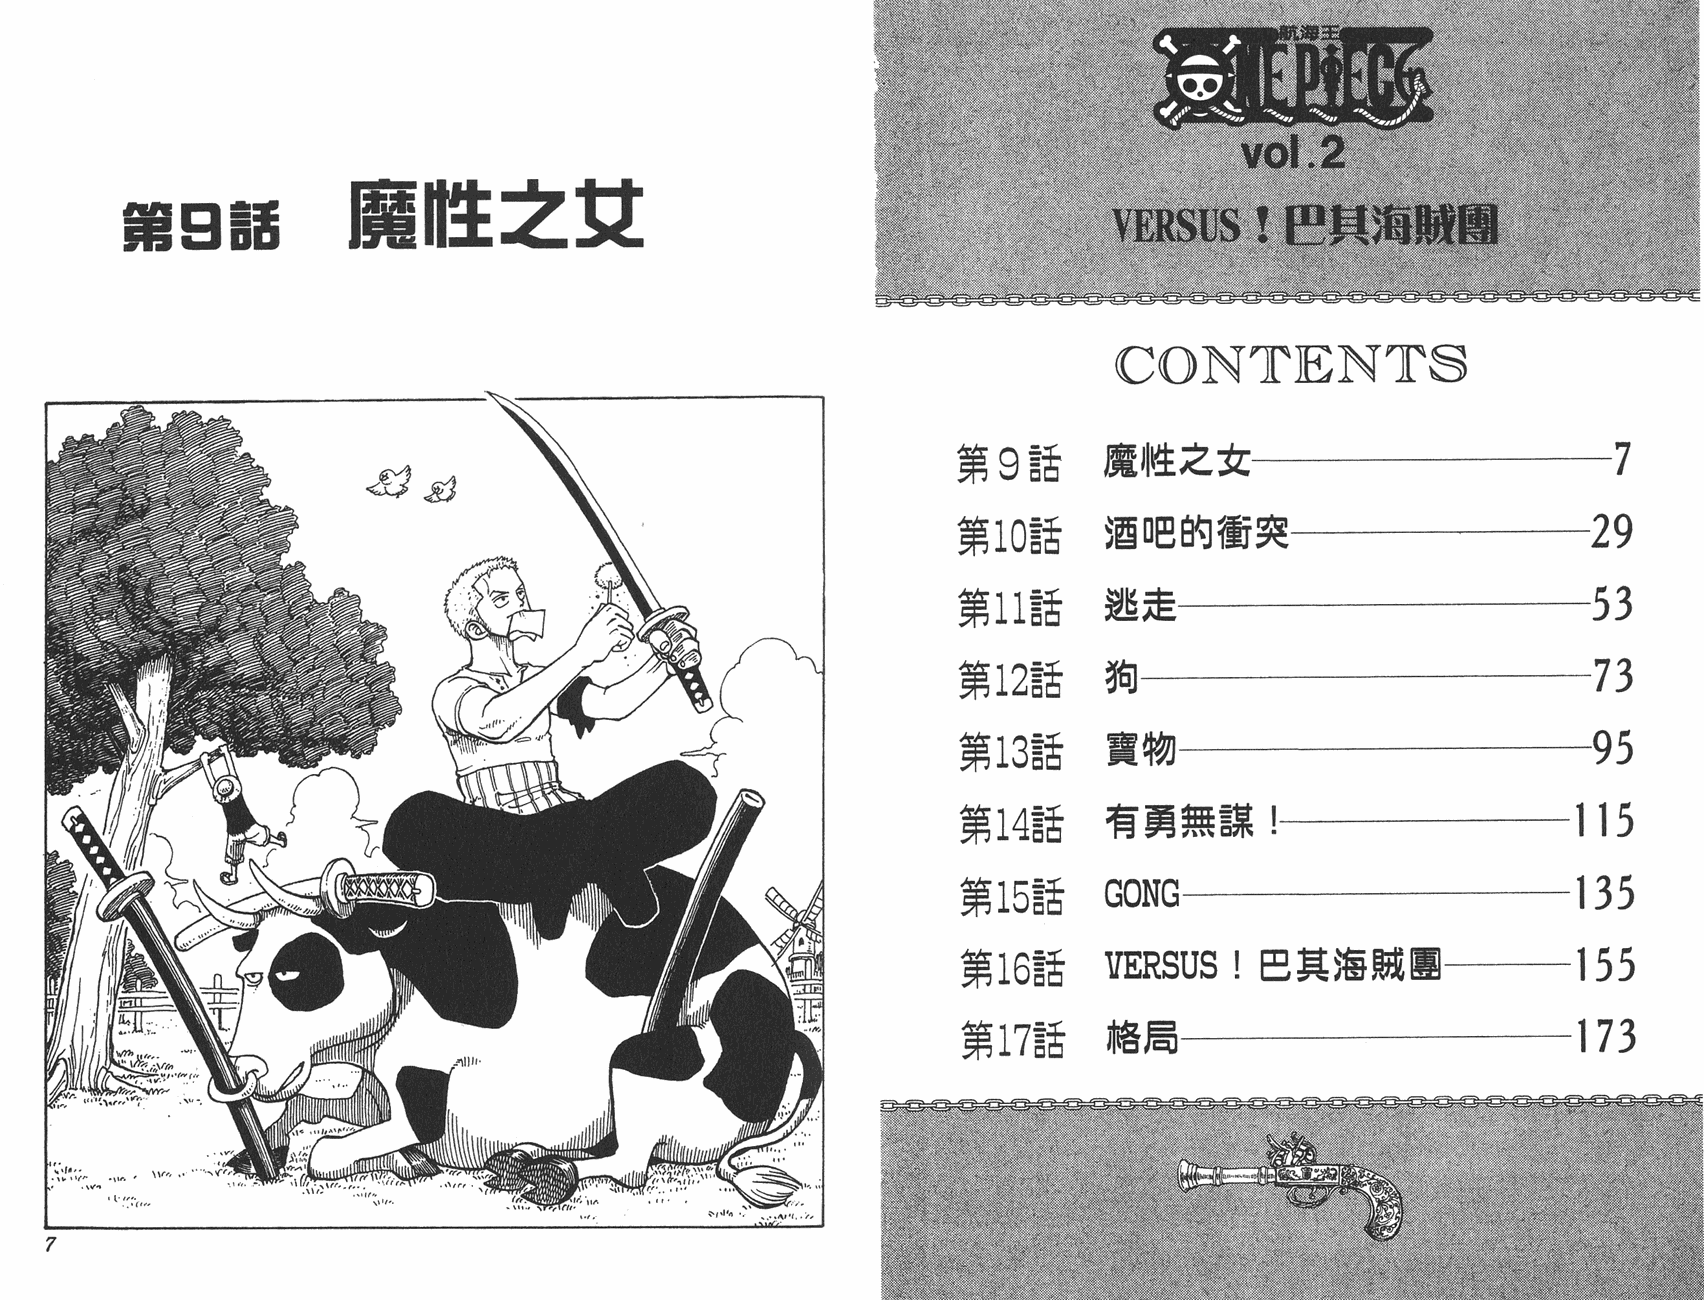 航海王
ONE PIECE
vol.2
VERSUS！巴其海賊團
CONTENTS
第9話 魔性之女 7
第10話 酒吧的衝突 29
第11話 逃走 53
第12話 狗 73
第13話 寶物 95
第14話 有勇無謀！ 115
第15話 GONG 135
第16話 VERSUS！巴其海賊團 155
第17話 格局 173
第9話 魔性之女
7